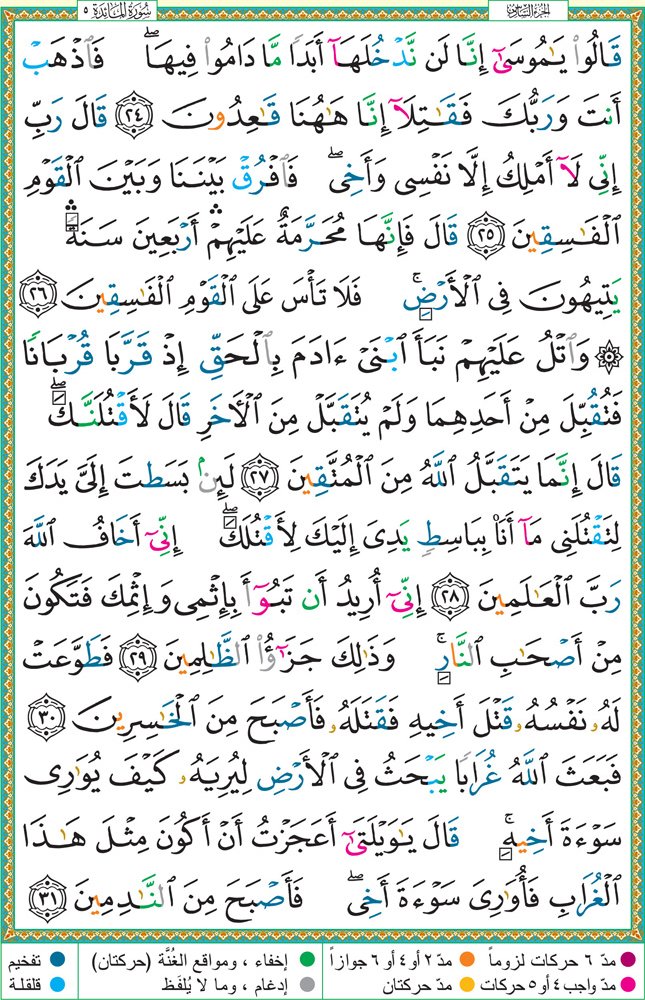 الجزء السادس سُورَةُ المَائدَة ٥
قَالُوا۟ يَـٰمُوسَىٰٓ إِنَّا لَن نَّدْخُلَهَآ أَبَدًۭا مَّا دَامُوا۟ فِيهَا ۖ فَٱذْهَبْ
أَنتَ وَرَبُّكَ فَقَـٰتِلَآ إِنَّا هَـٰهُنَا قَـٰعِدُونَ ٢٤ قَالَ رَبِّ
إِنِّى لَآ أَمْلِكُ إِلَّا نَفْسِى وَأَخِى ۖ فَٱفْرُقْ بَيْنَنَا وَبَيْنَ ٱلْقَوْمِ
ٱلْفَـٰسِقِينَ ٢٥ قَالَ فَإِنَّهَا مُحَرَّمَةٌ عَلَيْهِمْ ۛ أَرْبَعِينَ سَنَةًۭ ۛ
يَتِيهُونَ فِى ٱلْأَرْضِ ۚ فَلَا تَأْسَ عَلَى ٱلْقَوْمِ ٱلْفَـٰسِقِينَ ٢٦
۞ وَٱتْلُ عَلَيْهِمْ نَبَأَ ٱبْنَىْ ءَادَمَ بِٱلْحَقِّ إِذْ قَرَّبَا قُرْبَانًۭا
فَتُقُبِّلَ مِنْ أَحَدِهِمَا وَلَمْ يُتَقَبَّلْ مِنَ ٱلْـَٔاخَرِ قَالَ لَأَقْتُلَنَّكَ ۖ
قَالَ إِنَّمَا يَتَقَبَّلُ ٱللَّهُ مِنَ ٱلْمُتَّقِينَ ٢٧ لَئِنۢ بَسَطتَ إِلَىَّ يَدَكَ
لِتَقْتُلَنِى مَآ أَنَا۠ بِبَاسِطٍۢ يَدِىَ إِلَيْكَ لِأَقْتُلَكَ ۖ إِنِّىٓ أَخَافُ ٱللَّهَ
رَبَّ ٱلْعَـٰلَمِينَ ٢٨ إِنِّىٓ أُرِيدُ أَن تَبُوٓأَ بِإِثْمِى وَإِثْمِكَ فَتَكُونَ
مِنْ أَصْحَـٰبِ ٱلنَّارِ ۚ وَذَٰلِكَ جَزَٰٓؤُا۟ ٱلظَّـٰلِمِينَ ٢٩ فَطَوَّعَتْ
لَهُۥ نَفْسُهُۥ قَتْلَ أَخِيهِ فَقَتَلَهُۥ فَأَصْبَحَ مِنَ ٱلْخَـٰسِرِينَ ٣٠
فَبَعَثَ ٱللَّهُ غُرَابًۭا يَبْحَثُ فِى ٱلْأَرْضِ لِيُرِيَهُۥ كَيْفَ يُوَٰرِى
سَوْءَةَ أَخِيهِ ۚ قَالَ يَـٰوَيْلَتَىٰٓ أَعَجَزْتُ أَنْ أَكُونَ مِثْلَ هَـٰذَا
ٱلْغُرَابِ فَأُوَٰرِىَ سَوْءَةَ أَخِى ۖ فَأَصْبَحَ مِنَ ٱلنَّـٰدِمِينَ ٣١
مدّ ٦ حركات لزوماً مدّ ٢ أو ٤ أو ٦ جوازاً إخفاء ، ومواقع الغُنَّة (حركتان) تفخيم
مدّ واجب ٤ أو ٥ حركات مدّ حركتان إدغام ، وما لا يُلفَظ قلقلة